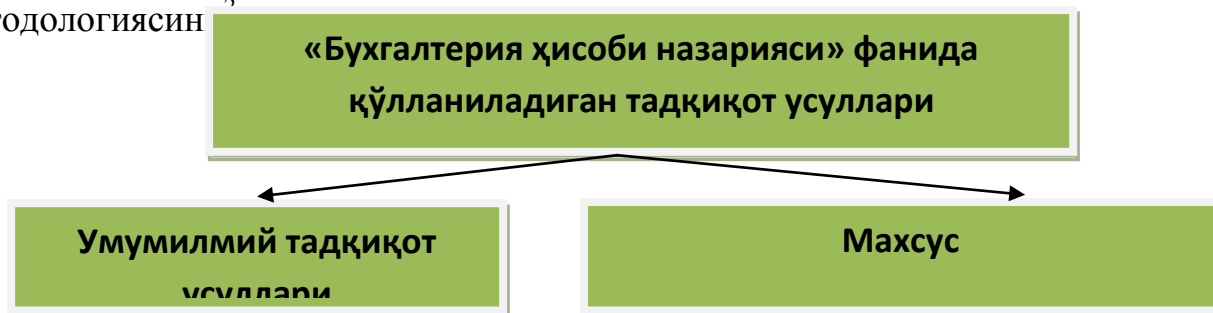 тодологиясин
«Бухгалтерия ҳисоби назарияси» фанида
қўлланиладиган тадқиқот усуллари
Умумилмий тадқиқот
усуллари
Махсус